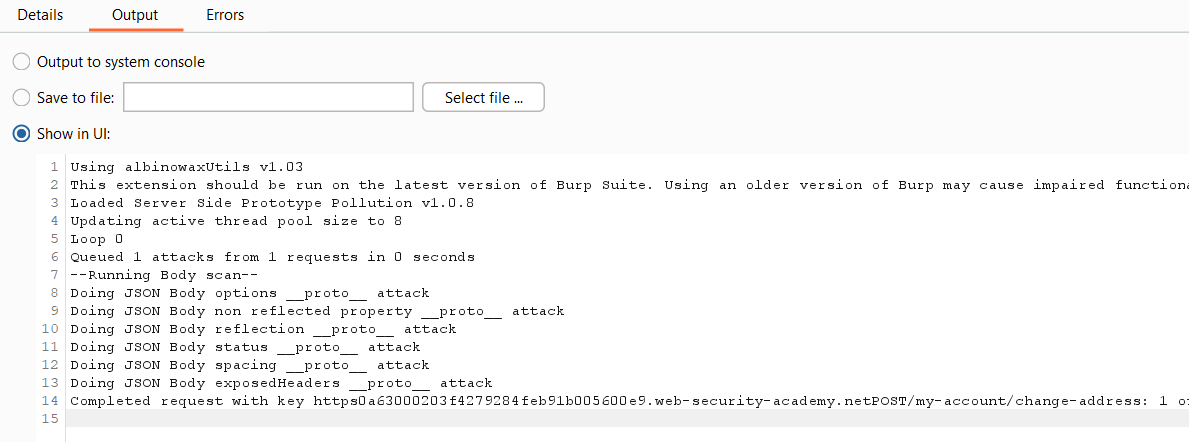 Details Output Errors
Output to system console
Save to file: Select file ...
Show in UI:
1 Using albinowaxUtils v1.03
2 This extension should be run on the latest version of Burp Suite. Using an older version of Burp may cause impaired functiona
3 Loaded Server Side Prototype Pollution v1.0.8
4 Updating active thread pool size to 8
5 Loop 0
6 Queued 1 attacks from 1 requests in 0 seconds
7 --Running Body scan--
8 Doing JSON Body options __proto__ attack
9 Doing JSON Body non reflected property __proto__ attack
10 Doing JSON Body reflection __proto__ attack
11 Doing JSON Body status __proto__ attack
12 Doing JSON Body spacing __proto__ attack
13 Doing JSON Body exposedHeaders __proto__ attack
14 Completed request with key https0a63000203f4279284feb91b005600e9.web-security-academy.netPOST/my-account/change-address: 1 of
15